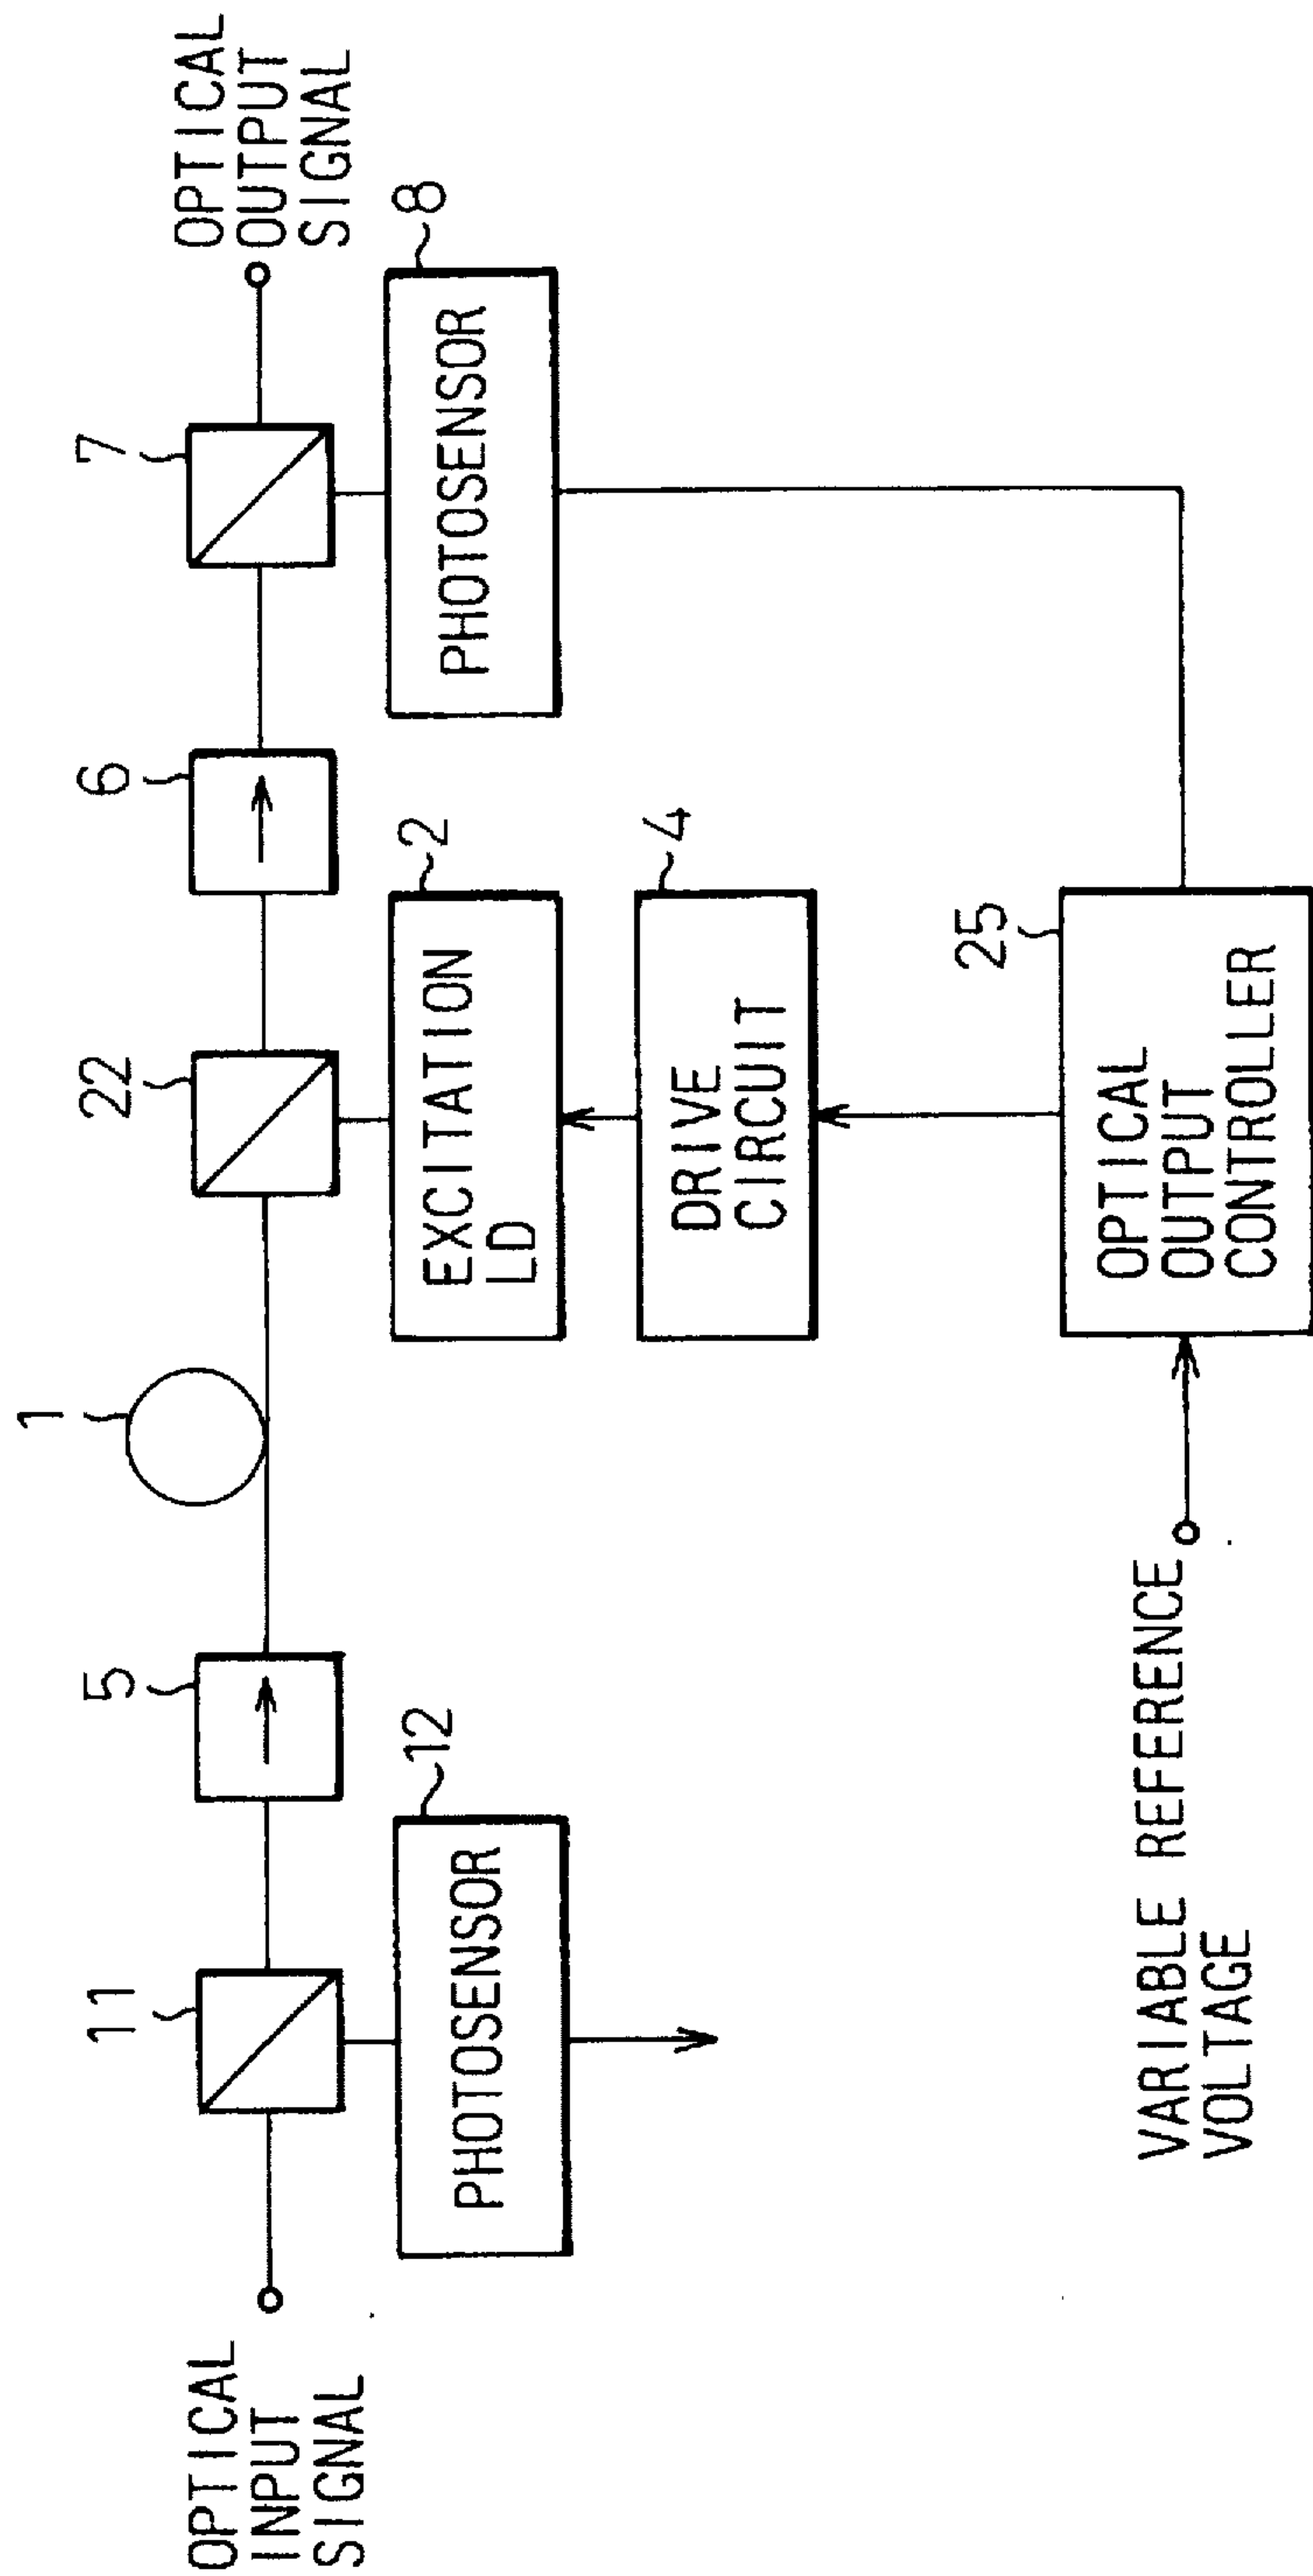 OPTICAL
INPUT
SIGNAL
11
PHOTOSENSOR
12
5
1
22
EXCITATION
LD
2
DRIVE
CIRCUIT
4
6
7
PHOTOSENSOR
8
OPTICAL
OUTPUT
SIGNAL
VARIABLE REFERENCE
VOLTAGE
OPTICAL
OUTPUT
CONTROLLER
25